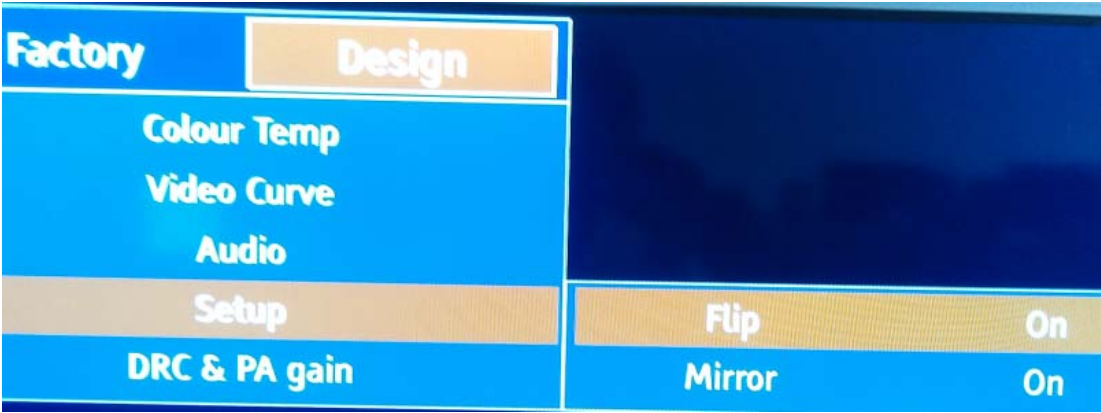 Factory Design
Colour Temp
Video Curve
Audio
Setup Flip On
DRC & PA gain Mirror On